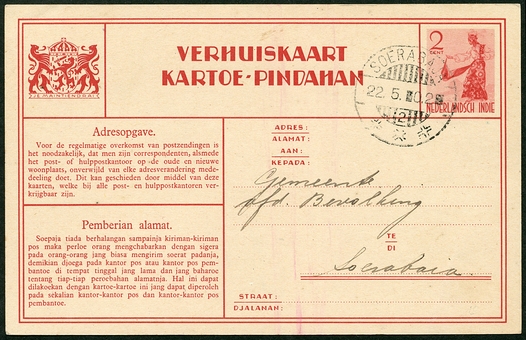 VERHUISKAART
KARTOE-PINDAHAN
2
CENT
NEDERLANDSCH INDIË
SOERABA
22.5.
JE MAINTIENDRAI
Adresopgave.
Voor de regelmatige overkomst van postzendingen is
het noodzakelijk, dat men zijn correspondenten, alsmede
het post- of hulppostkantoor op de oude en nieuwe
woonplaats, onverwijld van elke adresverandering mede-
deeling doet. Dit kan geschieden door middel van deze
kaarten, welke bij alle post- en hulppostkantoren ver-
krijgbaar zijn.
Pemberian alamat.
Soepaja tiada berhalangan sampainja kiriman-kiriman
pos maka perloe orang mengchabarkan dengan sigera
pada orang-orang jang biasa mengirim soerat padanja,
demikian djoega pada kantor pos atau kantor pos pem-
bantoe di tempat tinggal jang lama dan jang baharoe
tentang tiap-tiap peroebahan alamatnja. Hal ini dapat
dilakoekan dengan kartoe-kartoe ini jang dapat diperoleh
pada sekalian kantor-kantor pos dan kantor-kantor pos
pembantoe.
ADRES:
ALAMAT:
AAN:
KEPADA:
Gemeente
afd. Bevolking
TE
DI
Soerabaia
STRAAT:
DJALANAN: